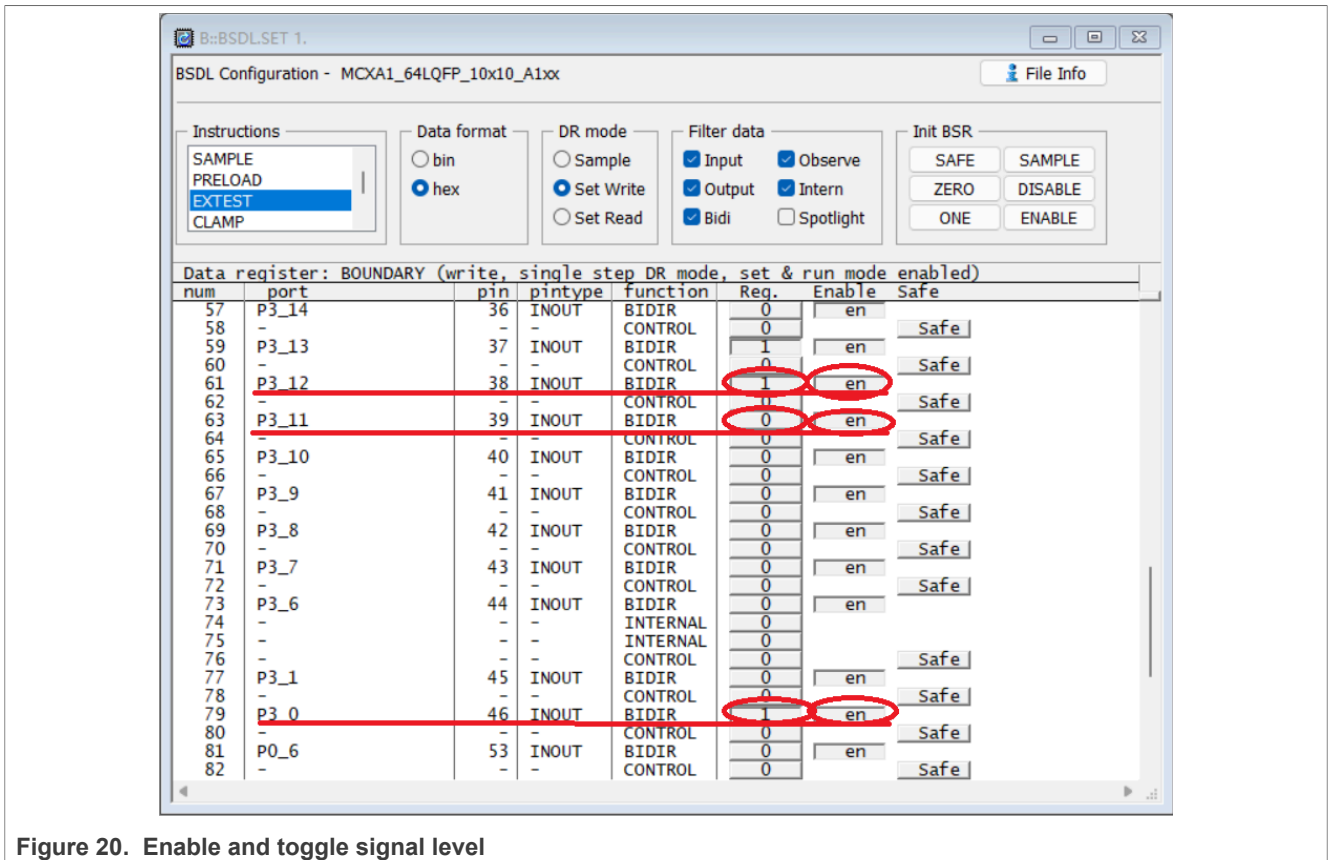 B::BSDL.SET 1.
BSDL Configuration - MCXA1_64LQFP_10x10_A1xx
File Info
Instructions Data format DR mode Filter data Init BSR
SAMPLE bin Sample Input Observe SAFE SAMPLE
PRELOAD hex Set Write Output Intern ZERO DISABLE
EXTEST Set Read Bidi Spotlight ONE ENABLE
CLAMP
Data register: BOUNDARY (write, single step DR mode, set & run mode enabled)
num port pin pintype function Reg. Enable Safe
57 P3_14 36 INOUT BIDIR 0 en
58 - - - CONTROL 0 Safe
59 P3_13 37 INOUT BIDIR 1 en
60 - - - CONTROL 0 Safe
61 P3_12 38 INOUT BIDIR 1 en
62 - - - CONTROL 0 Safe
63 P3_11 39 INOUT BIDIR 0 en
64 - - - CONTROL 0 Safe
65 P3_10 40 INOUT BIDIR 0 en
66 - - - CONTROL 0 Safe
67 P3_9 41 INOUT BIDIR 0 en
68 - - - CONTROL 0 Safe
69 P3_8 42 INOUT BIDIR 0 en
70 - - - CONTROL 0 Safe
71 P3_7 43 INOUT BIDIR 0 en
72 - - - CONTROL 0 Safe
73 P3_6 44 INOUT BIDIR 0 en
74 - - - INTERNAL 0
75 - - - INTERNAL 0
76 - - - CONTROL 0 Safe
77 P3_1 45 INOUT BIDIR 0 en
78 - - - CONTROL 0 Safe
79 P3_0 46 INOUT BIDIR 1 en
80 - - - CONTROL 0 Safe
81 P0_6 53 INOUT BIDIR 0 en
82 - - - CONTROL 0 Safe
Figure 20. Enable and toggle signal level